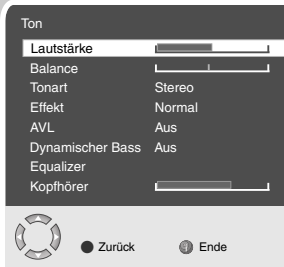 Ton
Lautstärke
Balance
Tonart Stereo
Effekt Normal
AVL Aus
Dynamischer Bass Aus
Equalizer
Kopfhörer
Zurück Ende